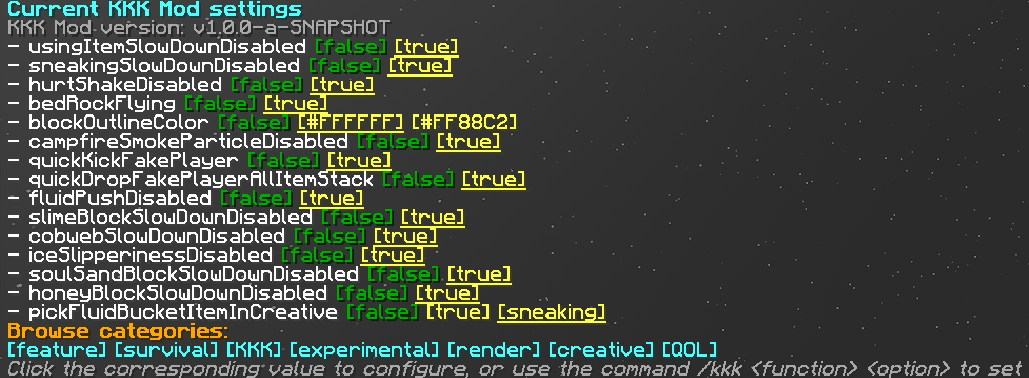 Current KKK Mod settings
KKK Mod version: v1.0.0-a-SNAPSHOT
- usingItemSlowDownDisabled [false] [true]
- sneakingSlowDownDisabled [false] [true]
- hurtShakeDisabled [false] [true]
- bedRockFlying [false] [true]
- blockOutlineColor [false] [#FFFFFF] [#FF88C2]
- campfireSmokeParticleDisabled [false] [true]
- quickKickFakePlayer [false] [true]
- quickDropFakePlayerAllItemStack [false] [true]
- fluidPushDisabled [false] [true]
- slimeBlockSlowDownDisabled [false] [true]
- cobwebSlowDownDisabled [false] [true]
- iceSlipperinessDisabled [false] [true]
- soulSandBlockSlowDownDisabled [false] [true]
- honeyBlockSlowDownDisabled [false] [true]
- pickFluidBucketItemInCreative [false] [true] [sneaking]
Browse categories:
[feature] [survival] [KKK] [experimental] [render] [creative] [QOL]
Click the corresponding value to configure, or use the command /kkk <function> <option> to set